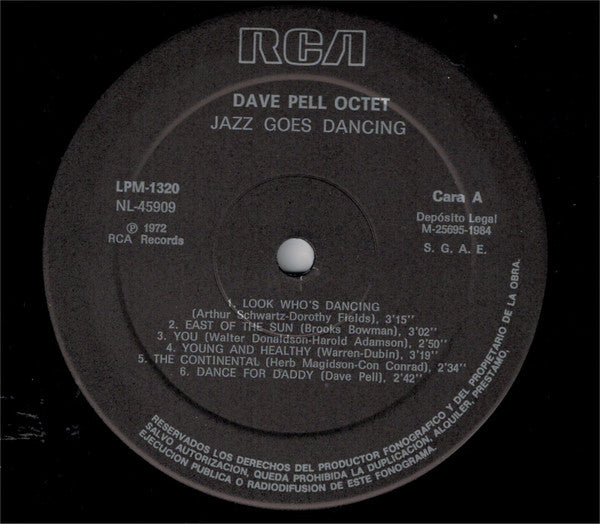 RCA
DAVE PELL OCTET
JAZZ GOES DANCING
LPM-1320
NL-45909
℗ 1972
RCA Records
Cara A
Depósito Legal
M-25695-1984
S. G. A. E.
1. LOOK WHO'S DANCING
(Arthur Schwartz-Dorothy Fields), 3'15''
2. EAST OF THE SUN (Brooks Bowman), 3'02''
3. YOU (Walter Donaldson-Harold Adamson), 2'50''
4. YOUNG AND HEALTHY (Warren-Dubin), 3'19''
5. THE CONTINENTAL (Herb Magidson-Con Conrad), 2'34''
6. DANCE FOR DADDY (Dave Pell), 2'42''
RESERVADOS LOS DERECHOS DEL PRODUCTOR FONOGRAFICO Y DEL PROPIETARIO DE LA OBRA.
SALVO AUTORIZACION, QUEDA PROHIBIDA LA DUPLICACION, ALQUILER, PRESTAMO,
EJECUCION PUBLICA O RADIODIFUSION DE ESTE FONOGRAMA.